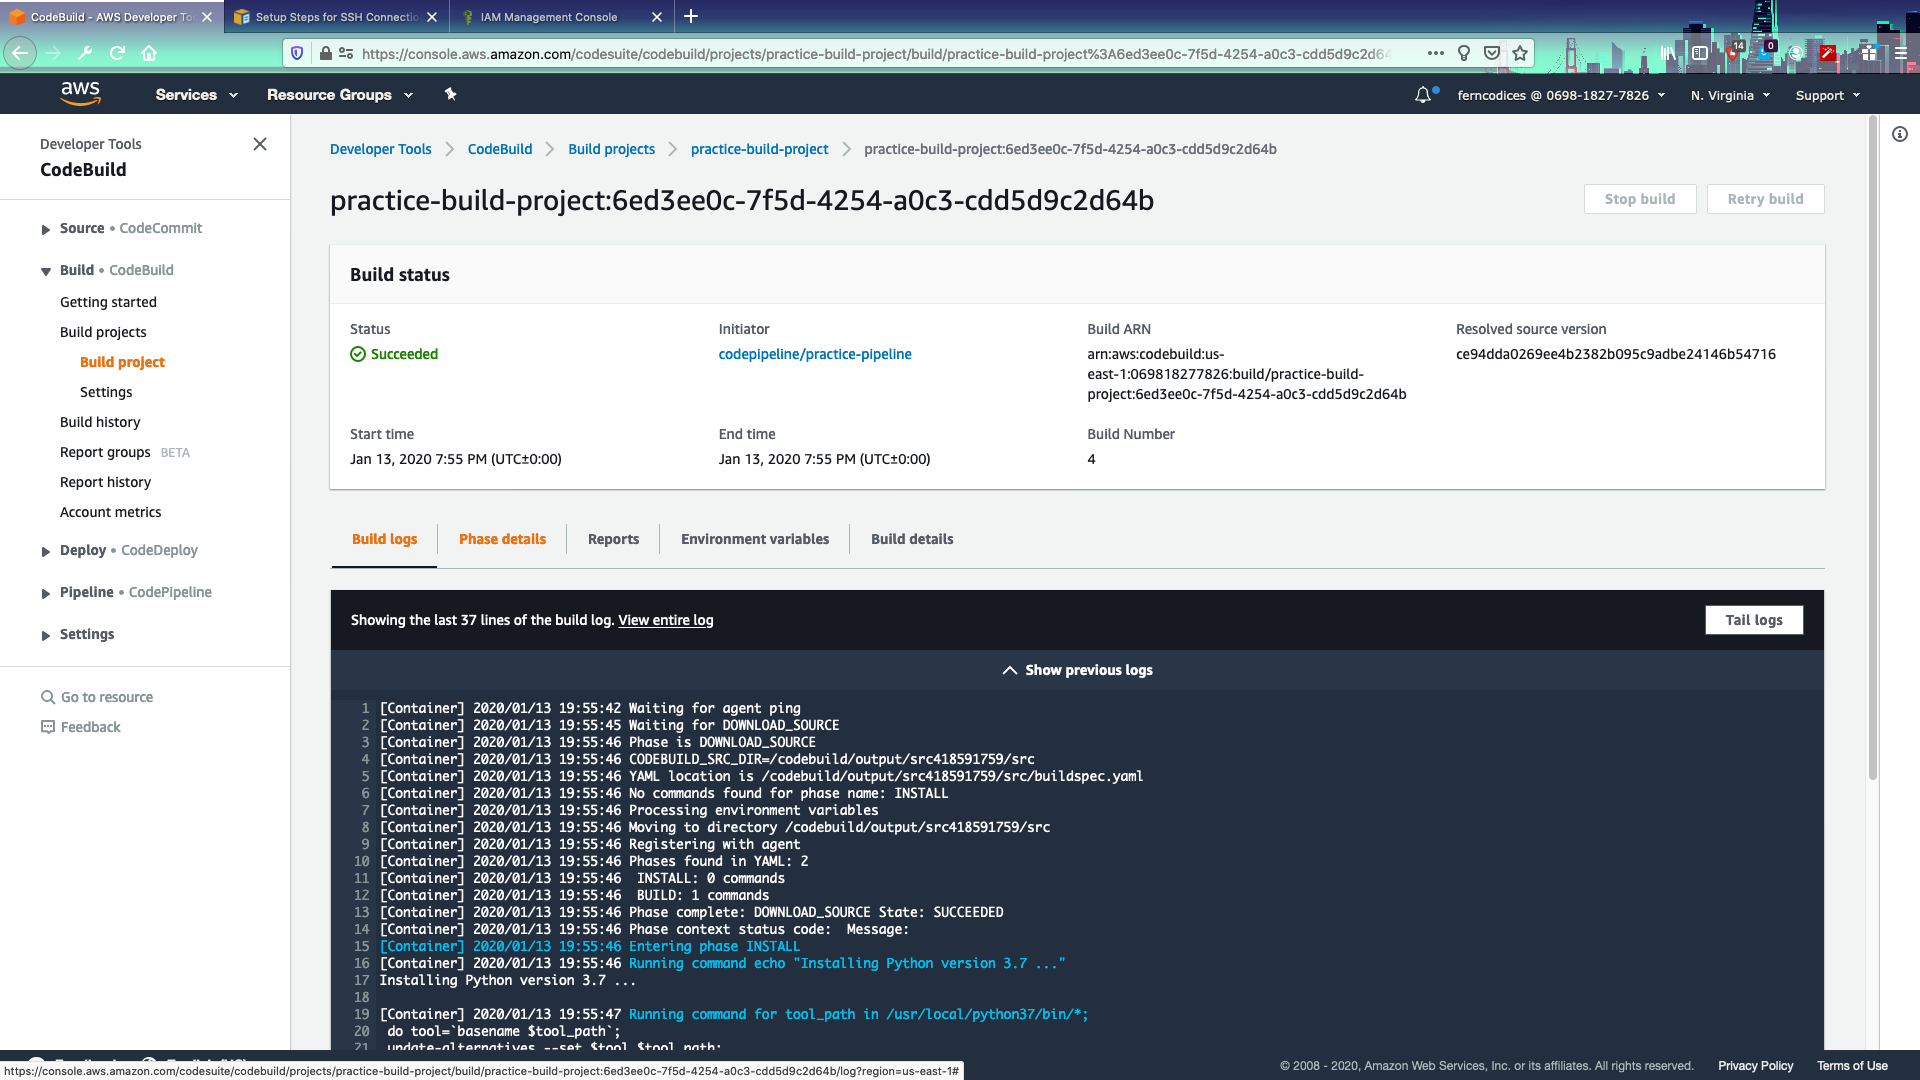 CodeBuild - AWS Developer To
Setup Steps for SSH Connectio
IAM Management Console
https://console.aws.amazon.com/codesuite/codebuild/projects/practice-build-project/build/practice-build-project%3A6ed3ee0c-7f5d-4254-a0c3-cdd5d9c2d64
14
0
aws
Services
Resource Groups
ferncodices @ 0698-1827-7826
N. Virginia
Support
Developer Tools
CodeBuild
Source • CodeCommit
Build • CodeBuild
Getting started
Build projects
Build project
Settings
Build history
Report groups BETA
Report history
Account metrics
Deploy • CodeDeploy
Pipeline • CodePipeline
Settings
Go to resource
Feedback
Developer Tools
CodeBuild
Build projects
practice-build-project
practice-build-project:6ed3ee0c-7f5d-4254-a0c3-cdd5d9c2d64b
practice-build-project:6ed3ee0c-7f5d-4254-a0c3-cdd5d9c2d64b
Stop build
Retry build
Build status
Status
Succeeded
Initiator
codepipeline/practice-pipeline
Build ARN
arn:aws:codebuild:us-
east-1:069818277826:build/practice-build-
project:6ed3ee0c-7f5d-4254-a0c3-cdd5d9c2d64b
Resolved source version
ce94dda0269ee4b2382b095c9adbe24146b54716
Start time
Jan 13, 2020 7:55 PM (UTC±0:00)
End time
Jan 13, 2020 7:55 PM (UTC±0:00)
Build Number
4
Build logs
Phase details
Reports
Environment variables
Build details
Showing the last 37 lines of the build log. View entire log
Tail logs
Show previous logs
1 [Container] 2020/01/13 19:55:42 Waiting for agent ping
2 [Container] 2020/01/13 19:55:45 Waiting for DOWNLOAD_SOURCE
3 [Container] 2020/01/13 19:55:46 Phase is DOWNLOAD_SOURCE
4 [Container] 2020/01/13 19:55:46 CODEBUILD_SRC_DIR=/codebuild/output/src418591759/src
5 [Container] 2020/01/13 19:55:46 YAML location is /codebuild/output/src418591759/src/buildspec.yaml
6 [Container] 2020/01/13 19:55:46 No commands found for phase name: INSTALL
7 [Container] 2020/01/13 19:55:46 Processing environment variables
8 [Container] 2020/01/13 19:55:46 Moving to directory /codebuild/output/src418591759/src
9 [Container] 2020/01/13 19:55:46 Registering with agent
10 [Container] 2020/01/13 19:55:46 Phases found in YAML: 2
11 [Container] 2020/01/13 19:55:46  INSTALL: 0 commands
12 [Container] 2020/01/13 19:55:46  BUILD: 1 commands
13 [Container] 2020/01/13 19:55:46 Phase complete: DOWNLOAD_SOURCE State: SUCCEEDED
14 [Container] 2020/01/13 19:55:46 Phase context status code:  Message:
15 [Container] 2020/01/13 19:55:46 Entering phase INSTALL
16 [Container] 2020/01/13 19:55:46 Running command echo "Installing Python version 3.7 ..."
17 Installing Python version 3.7 ...
18
19 [Container] 2020/01/13 19:55:47 Running command for tool_path in /usr/local/python37/bin/*;
20  do tool=`basename $tool_path`;
21  update-alternatives --set $tool $tool_path;
© 2008 - 2020, Amazon Web Services, Inc. or its affiliates. All rights reserved.
Privacy Policy
Terms of Use
https://console.aws.amazon.com/codesuite/codebuild/projects/practice-build-project/build/practice-build-project:6ed3ee0c-7f5d-4254-a0c3-cdd5d9c2d64b/log?region=us-east-1#